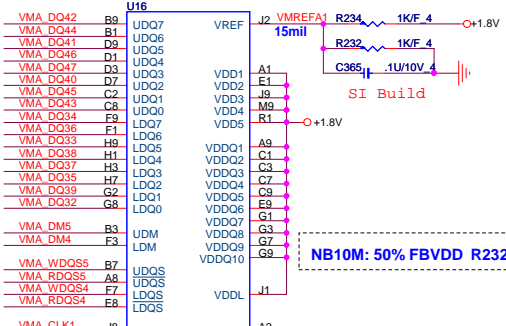 U16
VMA_DQ42 B9 UDQ7 VREF J2 VMREFA1 R234 1K/F_4 +1.8V
VMA_DQ44 B1 UDQ6 15mil
VMA_DQ41 D9 UDQ5 R232 1K/F_4
VMA_DQ46 D1 UDQ4
VMA_DQ47 D3 UDQ3 VDD1 A1 C365 .1U/10V_4
VMA_DQ40 D7 UDQ2 VDD2 E1
VMA_DQ45 C2 UDQ1 VDD3 J9 SI Build
VMA_DQ43 C8 UDQ0 VDD4 M9
VMA_DQ34 F9 LDQ7 VDD5 R1 +1.8V
VMA_DQ36 F1 LDQ6
VMA_DQ33 H9 LDQ5 VDDQ1 A9
VMA_DQ38 H1 LDQ4 VDDQ2 C1
VMA_DQ37 H3 LDQ3 VDDQ3 C3
VMA_DQ35 H7 LDQ2 VDDQ4 C7
VMA_DQ39 G2 LDQ1 VDDQ5 C9
VMA_DQ32 G8 LDQ0 VDDQ6 E9
VDDQ7 G1
VMA_DM5 B3 UDM VDDQ8 G3
VMA_DM4 F3 LDM VDDQ9 G7
VDDQ10 G9 NB10M: 50% FBVDD R232
VMA_WDQS5 B7 UDQS
VMA_RDQS5 A8 UDQS
VMA_WDQS4 F7 LDQS VDDL J1
VMA_RDQS4 E8 LDQS
VMA_CLK1 J8 A2